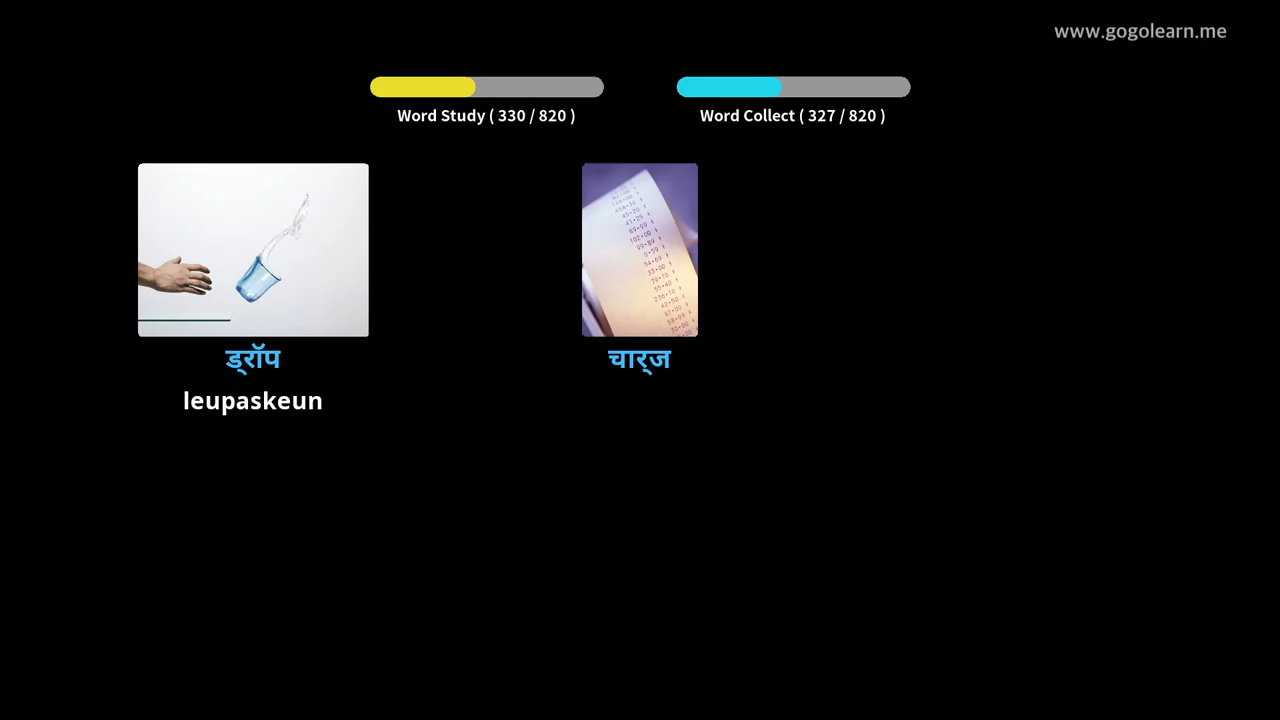 www.gogolearn.me
Word Study ( 330 / 820 )
Word Collect ( 327 / 820 )
ड्रॉप
चार्ज
leupaskeun